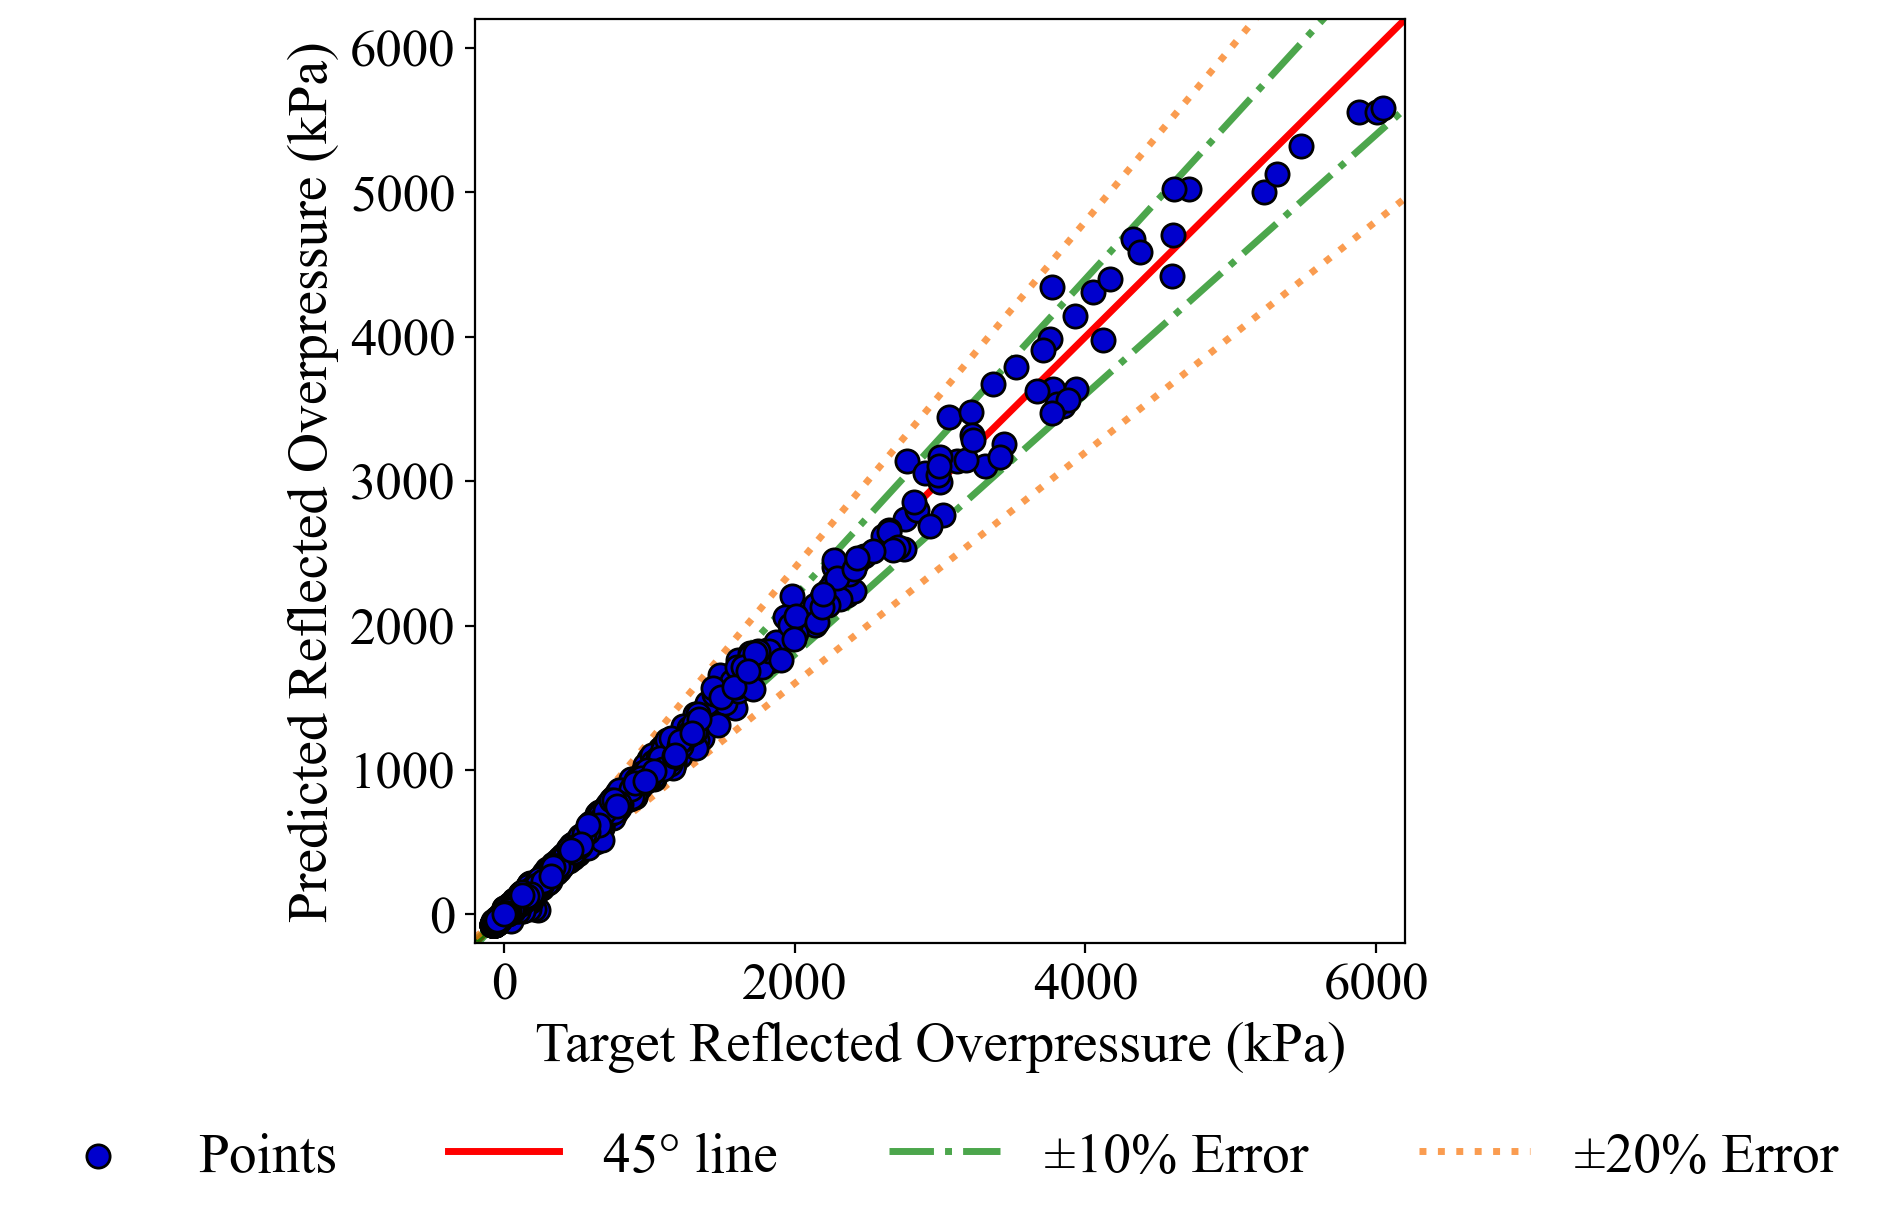 Predicted Reflected Overpressure (kPa)
6000
5000
4000
3000
2000
1000
0
0 2000 4000 6000
Target Reflected Overpressure (kPa)
Points 45° line ±10% Error ±20% Error